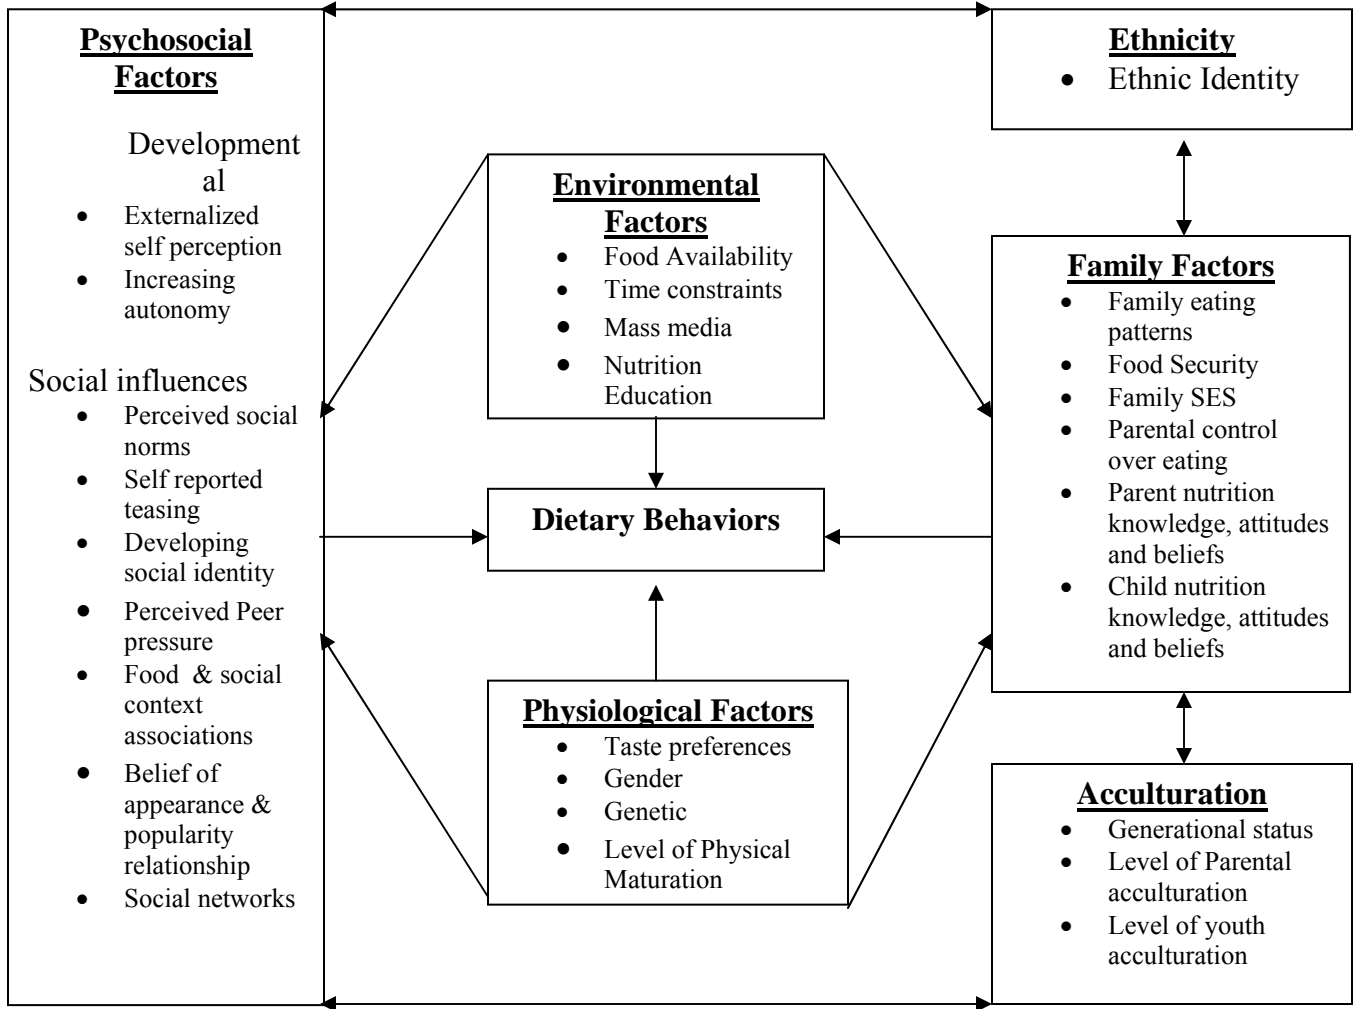 Psychosocial
Factors
Development
al
• Externalized
self perception
• Increasing
autonomy
Social influences
• Perceived social
norms
• Self reported
teasing
• Developing
social identity
• Perceived Peer
pressure
• Food & social
context
associations
• Belief of
appearance &
popularity
relationship
• Social networks
Environmental
Factors
• Food Availability
• Time constraints
• Mass media
• Nutrition
Education
Dietary Behaviors
Physiological Factors
• Taste preferences
• Gender
• Genetic
• Level of Physical
Maturation
Ethnicity
• Ethnic Identity
Family Factors
• Family eating
patterns
• Food Security
• Family SES
• Parental control
over eating
• Parent nutrition
knowledge, attitudes
and beliefs
• Child nutrition
knowledge, attitudes
and beliefs
Acculturation
• Generational status
• Level of Parental
acculturation
• Level of youth
acculturation